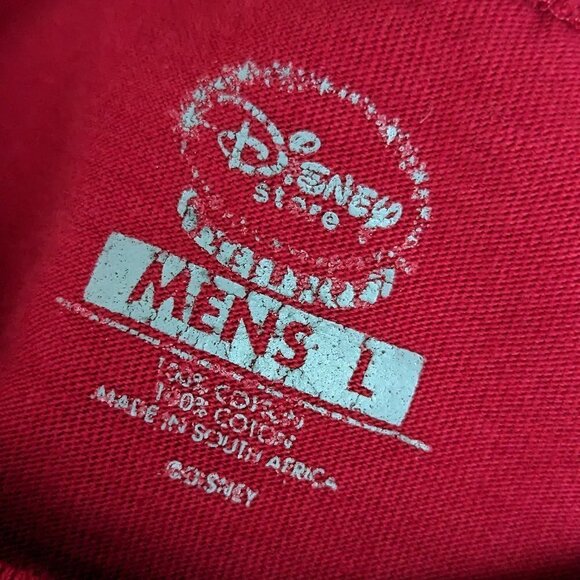 Disney
store
MENS L
100% COTTON
100% COTON
MADE IN SOUTH AFRICA
©DISNEY